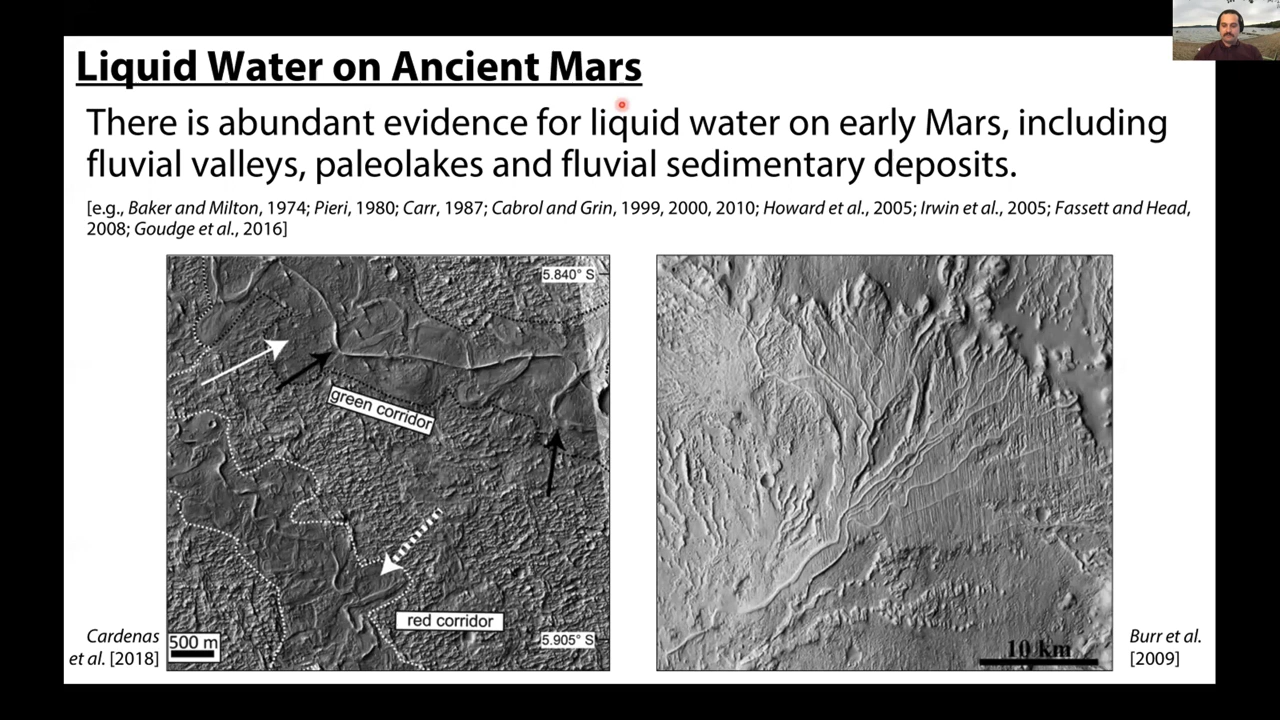 Liquid Water on Ancient Mars
There is abundant evidence for liquid water on early Mars, including
fluvial valleys, paleolakes and fluvial sedimentary deposits.
[e.g., Baker and Milton, 1974; Pieri, 1980; Carr, 1987; Cabrol and Grin, 1999, 2000, 2010; Howard et al., 2005; Irwin et al., 2005; Fassett and Head,
2008; Goudge et al., 2016]
5.840° S
green corridor
red corridor
5.905° S
500 m
Cardenas
et al. [2018]
10 km
Burr et al.
[2009]